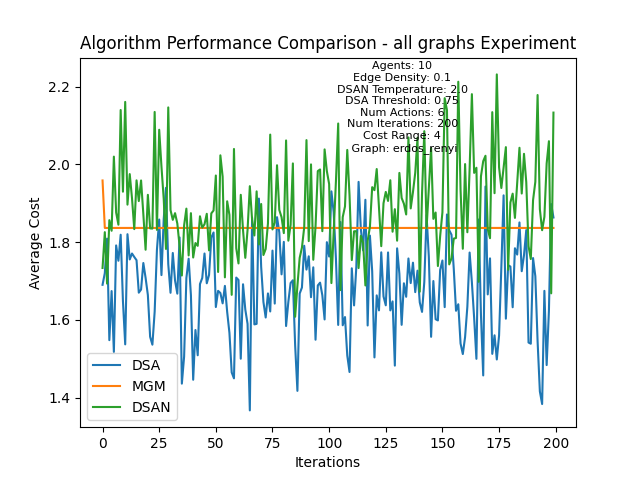 Algorithm Performance Comparison - all graphs Experiment
Agents: 10
Edge Density: 0.1
DSAN Temperature: 2.0
DSA Threshold: 0.75
Num Actions: 6
Num Iterations: 200
Cost Range: 4
Graph: erdos_renyi
2.2
2.0
1.8
1.6
1.4
Average Cost
DSA
MGM
DSAN
0 25 50 75 100 125 150 175 200
Iterations